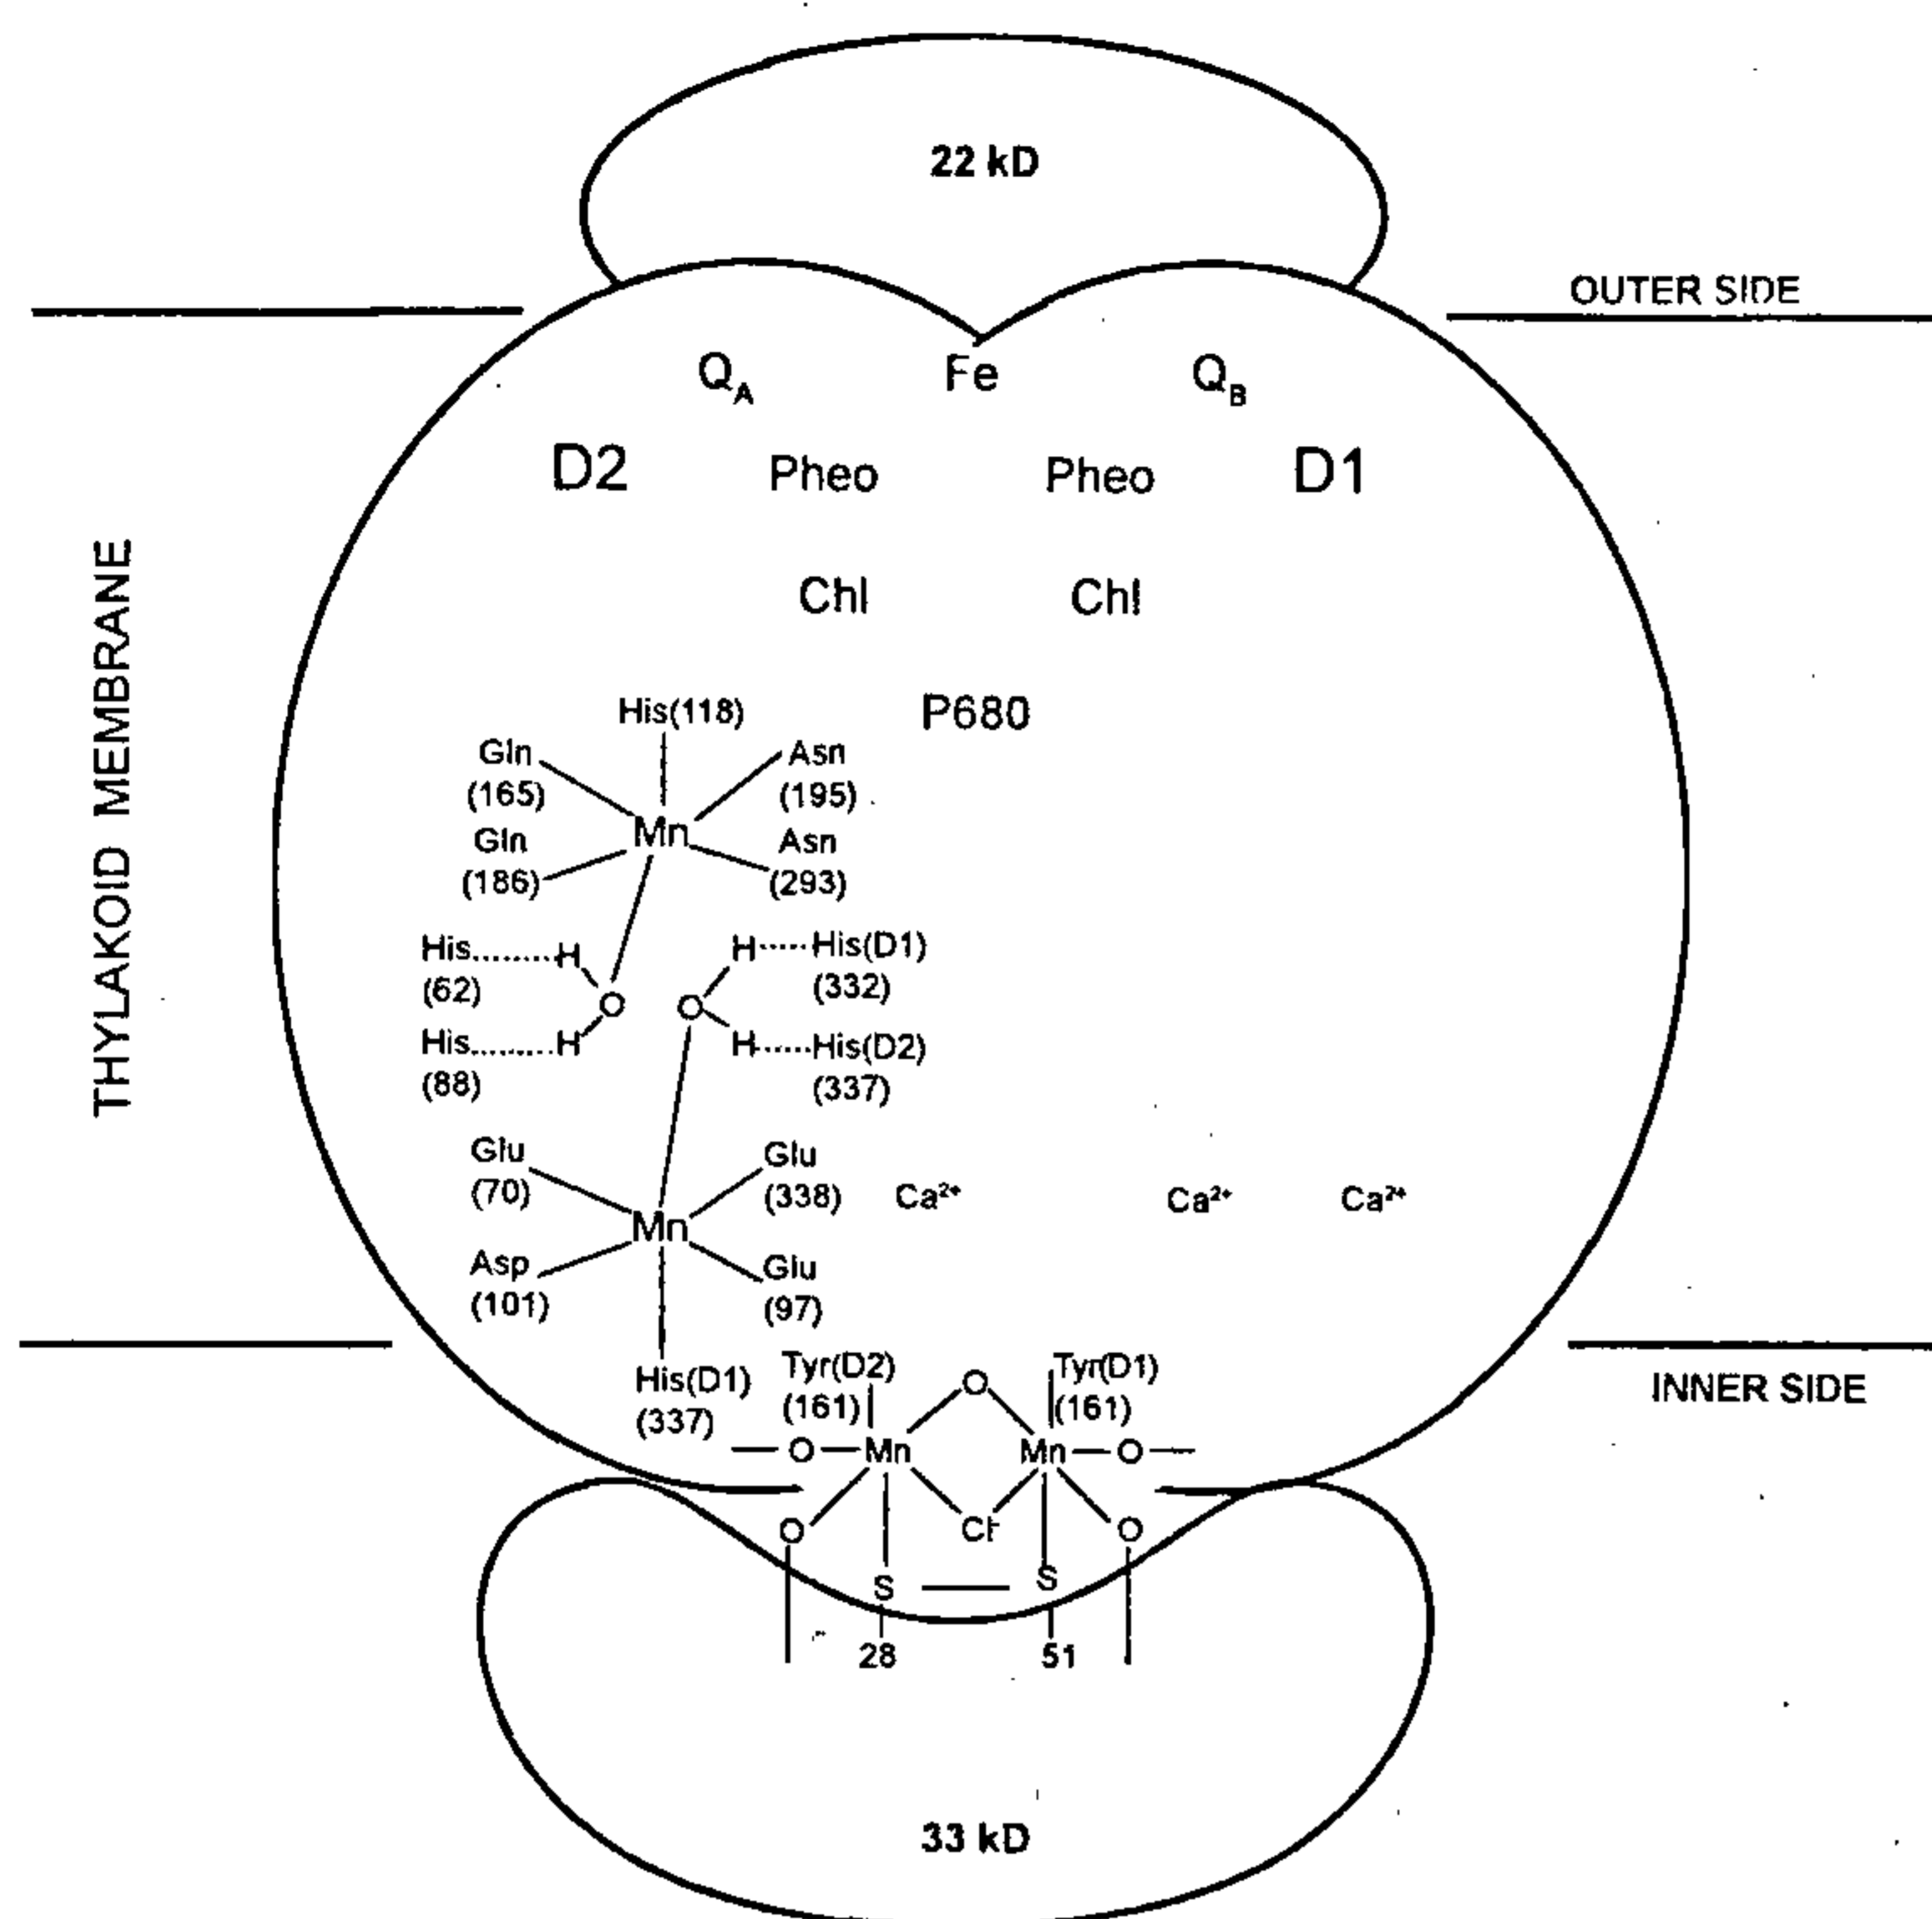 22 kD
OUTER SIDE
Q_A Fe Q_B
D2 Pheo Pheo D1
Chl Chl
THYLAKOID MEMBRANE
P680
His(118)
Gln Asn
(165) (195)
Mn
Gln Asn
(186) (293)
His H H His(D1)
(62) (332)
O O
His H H His(D2)
(88) (337)
Glu Glu
(70) (338)
Ca²⁺ Ca²⁺ Ca²⁺
Mn
Asp Glu
(101) (97)
His(D1)
(337)
Tyr(D2) O Tyr(D1)
(161) (161)
INNER SIDE
O Mn Mn O
O Cl⁻ O
S S
28 51
33 kD